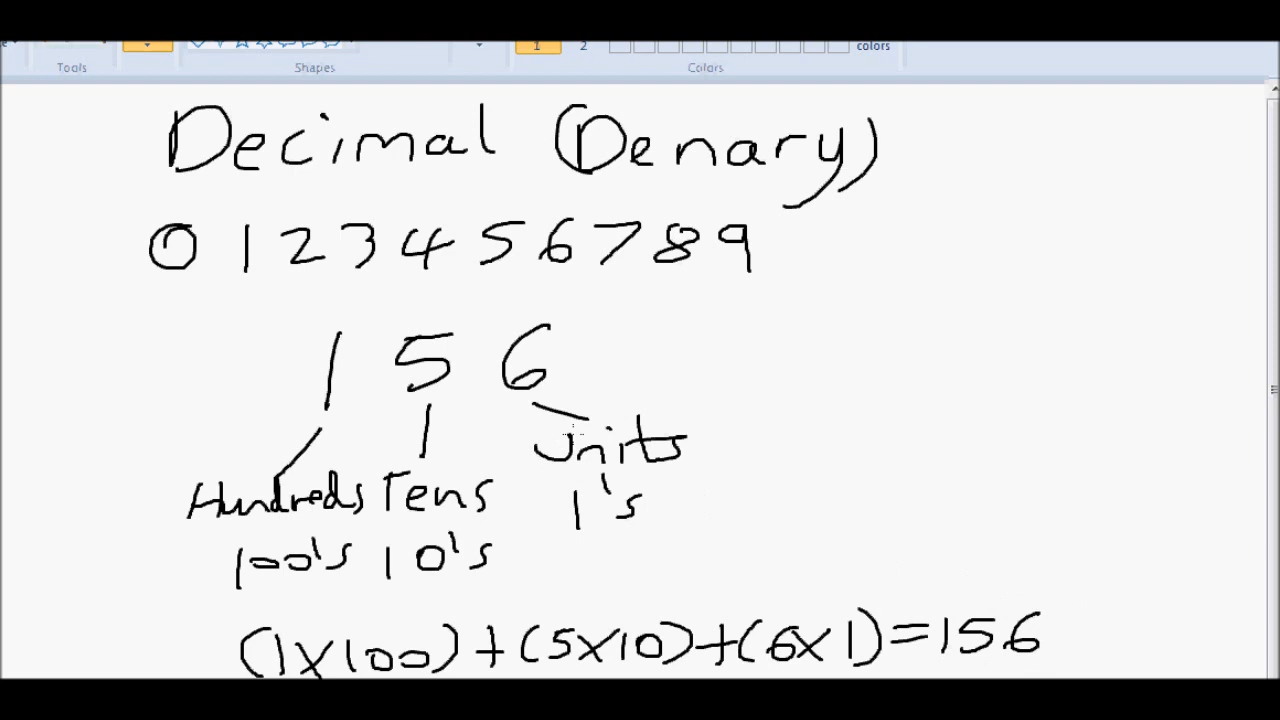 1 2 colors
Tools Shapes Colors
Decimal (Denary)
0 1 2 3 4 5 6 7 8 9
1 5 6
Units
Hundreds Tens 1's
100's 10's
(1X100)+(5X10)+(6X1)=156